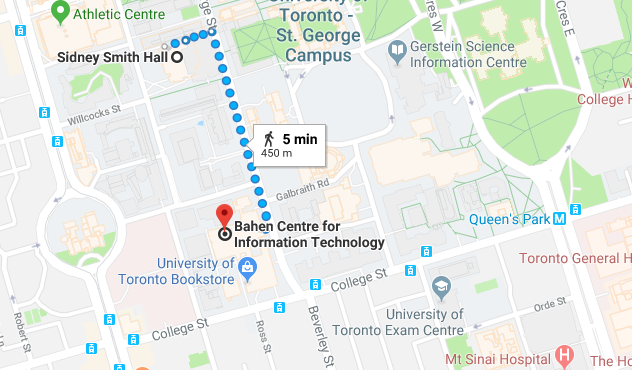 Athletic Centre
University of
Toronto -
St. George
Campus
Cres W
Cres E
Sidney Smith Hall
Gerstein Science
Information Centre
Willcocks St
College H
5 min
450 m
Galbraith Rd
Bahen Centre for
Information Technology
Queen's Park M
University of
Toronto Bookstore
Toronto General H
College St
College St
University of
Toronto Exam Centre
Orde St
Robert St
Ross St
Beverley St
Mt Sinai Hospital H
The Ho